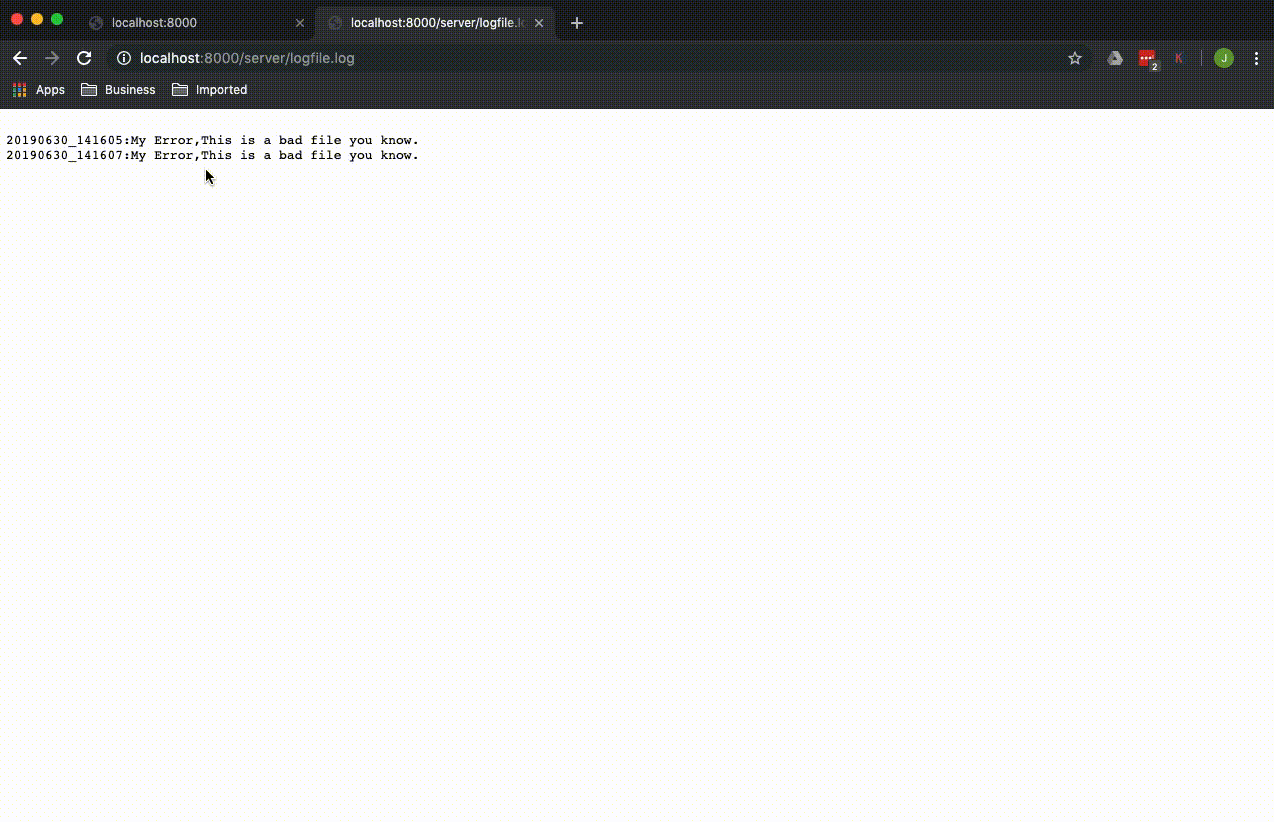 localhost:8000
localhost:8000/server/logfile.
localhost:8000/server/logfile.log
2
K
J
Apps
Business
Imported
20190630_141605:My Error,This is a bad file you know.
20190630_141607:My Error,This is a bad file you know.